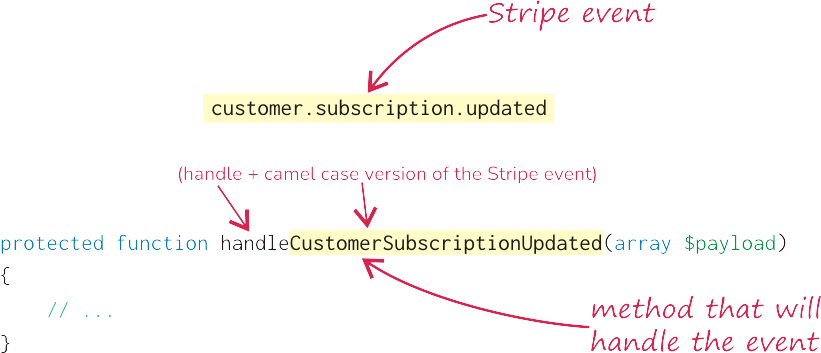 Stripe event
customer.subscription.updated
(handle + camel case version of the Stripe event)
protected function handleCustomerSubscriptionUpdated(array $payload)
{
// ...
method that will
handle the event
}